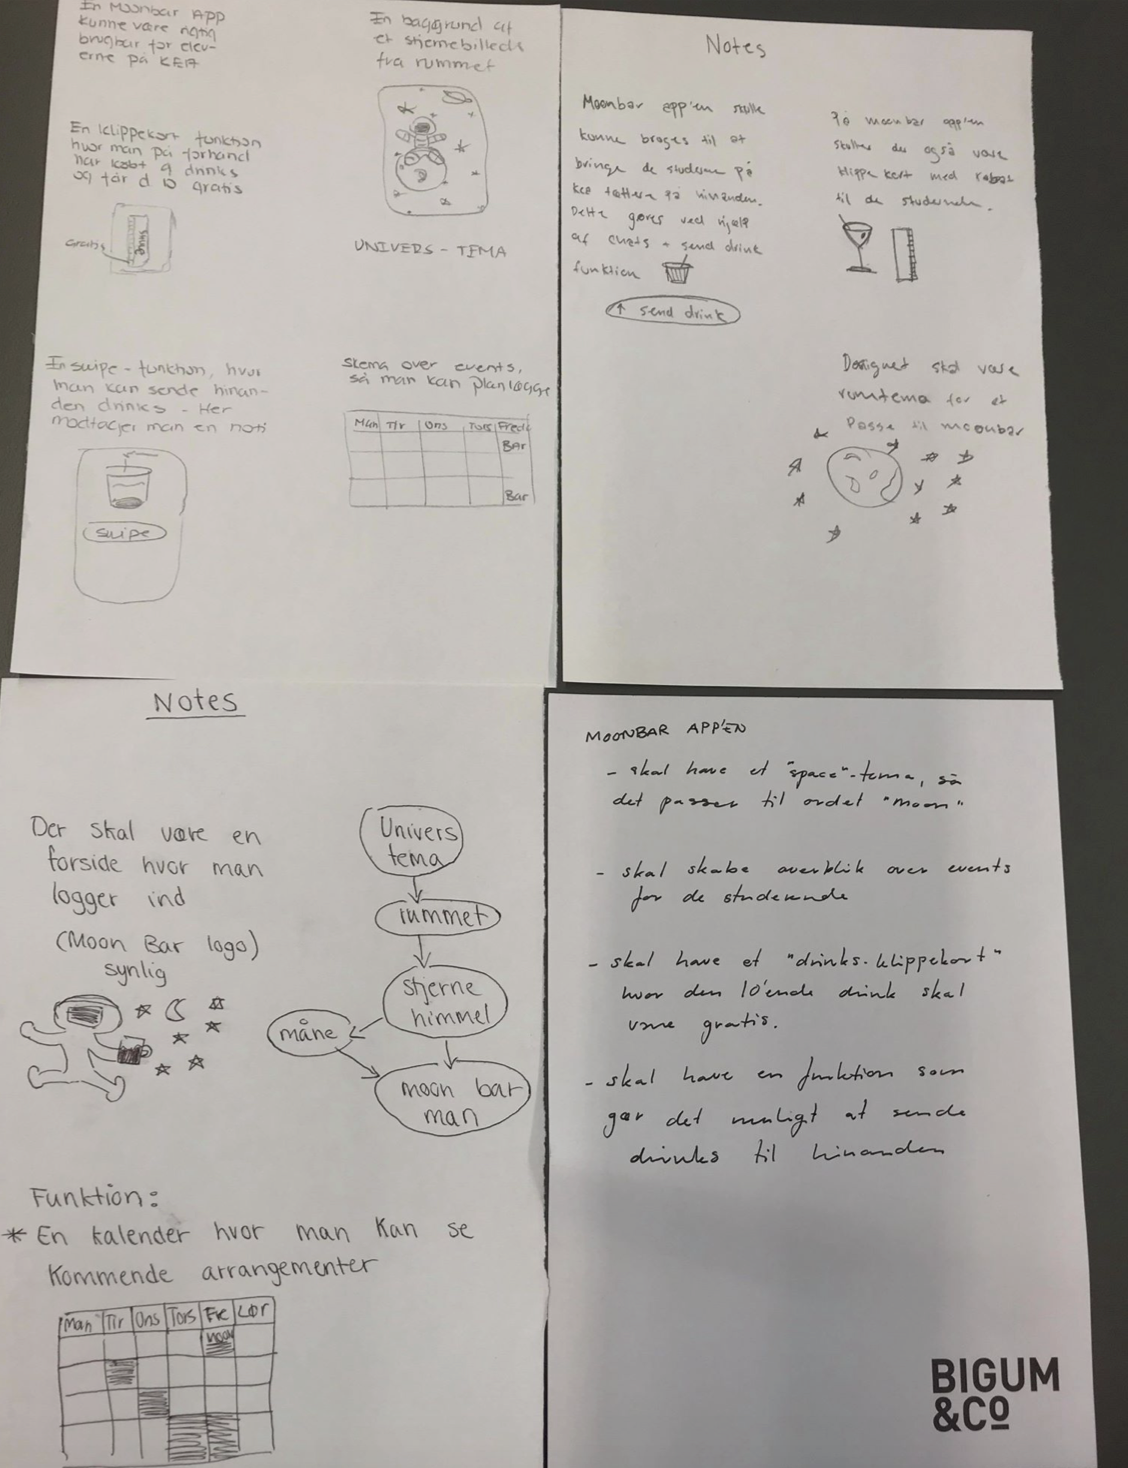 En Moonbar APP
kunne være rigtig
brugbar for elev-
erne på KEA
En klippekort funktion
hvor man på forhånd
har købt 9 drinks
og får d 10 gratis
Gratis
swipe
En swipe - funktion, hvor
man kan sende hinan-
den drinks - Her
modtager man en noti
swipe
En baggrund af
et stjernebillede
fra rummet
UNIVERS - TEMA
Skema over events,
så man kan planlægge
Man Tir Ons Tors Fred
BAr
Bar
Notes
Moonbar app'en skulle
kunne bruges til at
bringe de studerene på
kea tættere på hinanden.
Dette gøres ved hjælp
af chats + send drink
funktion
↑ send drink
På moonbar app'en
skulle der også være
klippe kort med rabat
til de studerende.
Designet skal være
rumtema for at
Passe til moonbar
Notes
Der skal være en
forside hvor man
logger ind
(Moon Bar logo)
synlig
Univers
tema
rummet
stjerne
himmel
måne
moon bar
man
Funktion:
* En kalender hvor man kan se
kommende arrangementer
Man Tir Ons Tors Fre Lør
MOONBAR APP'EN
- skal have et "space"-tema, så
det passer til ordet "moon"
- skal skabe overblik over events
for de studerende
- skal have et "drinks-klippekort"
hvor den 10'ende drink skal
være gratis.
- skal have en funktion som
gør det muligt at sende
drinks til hinanden
BIGUM
&CO